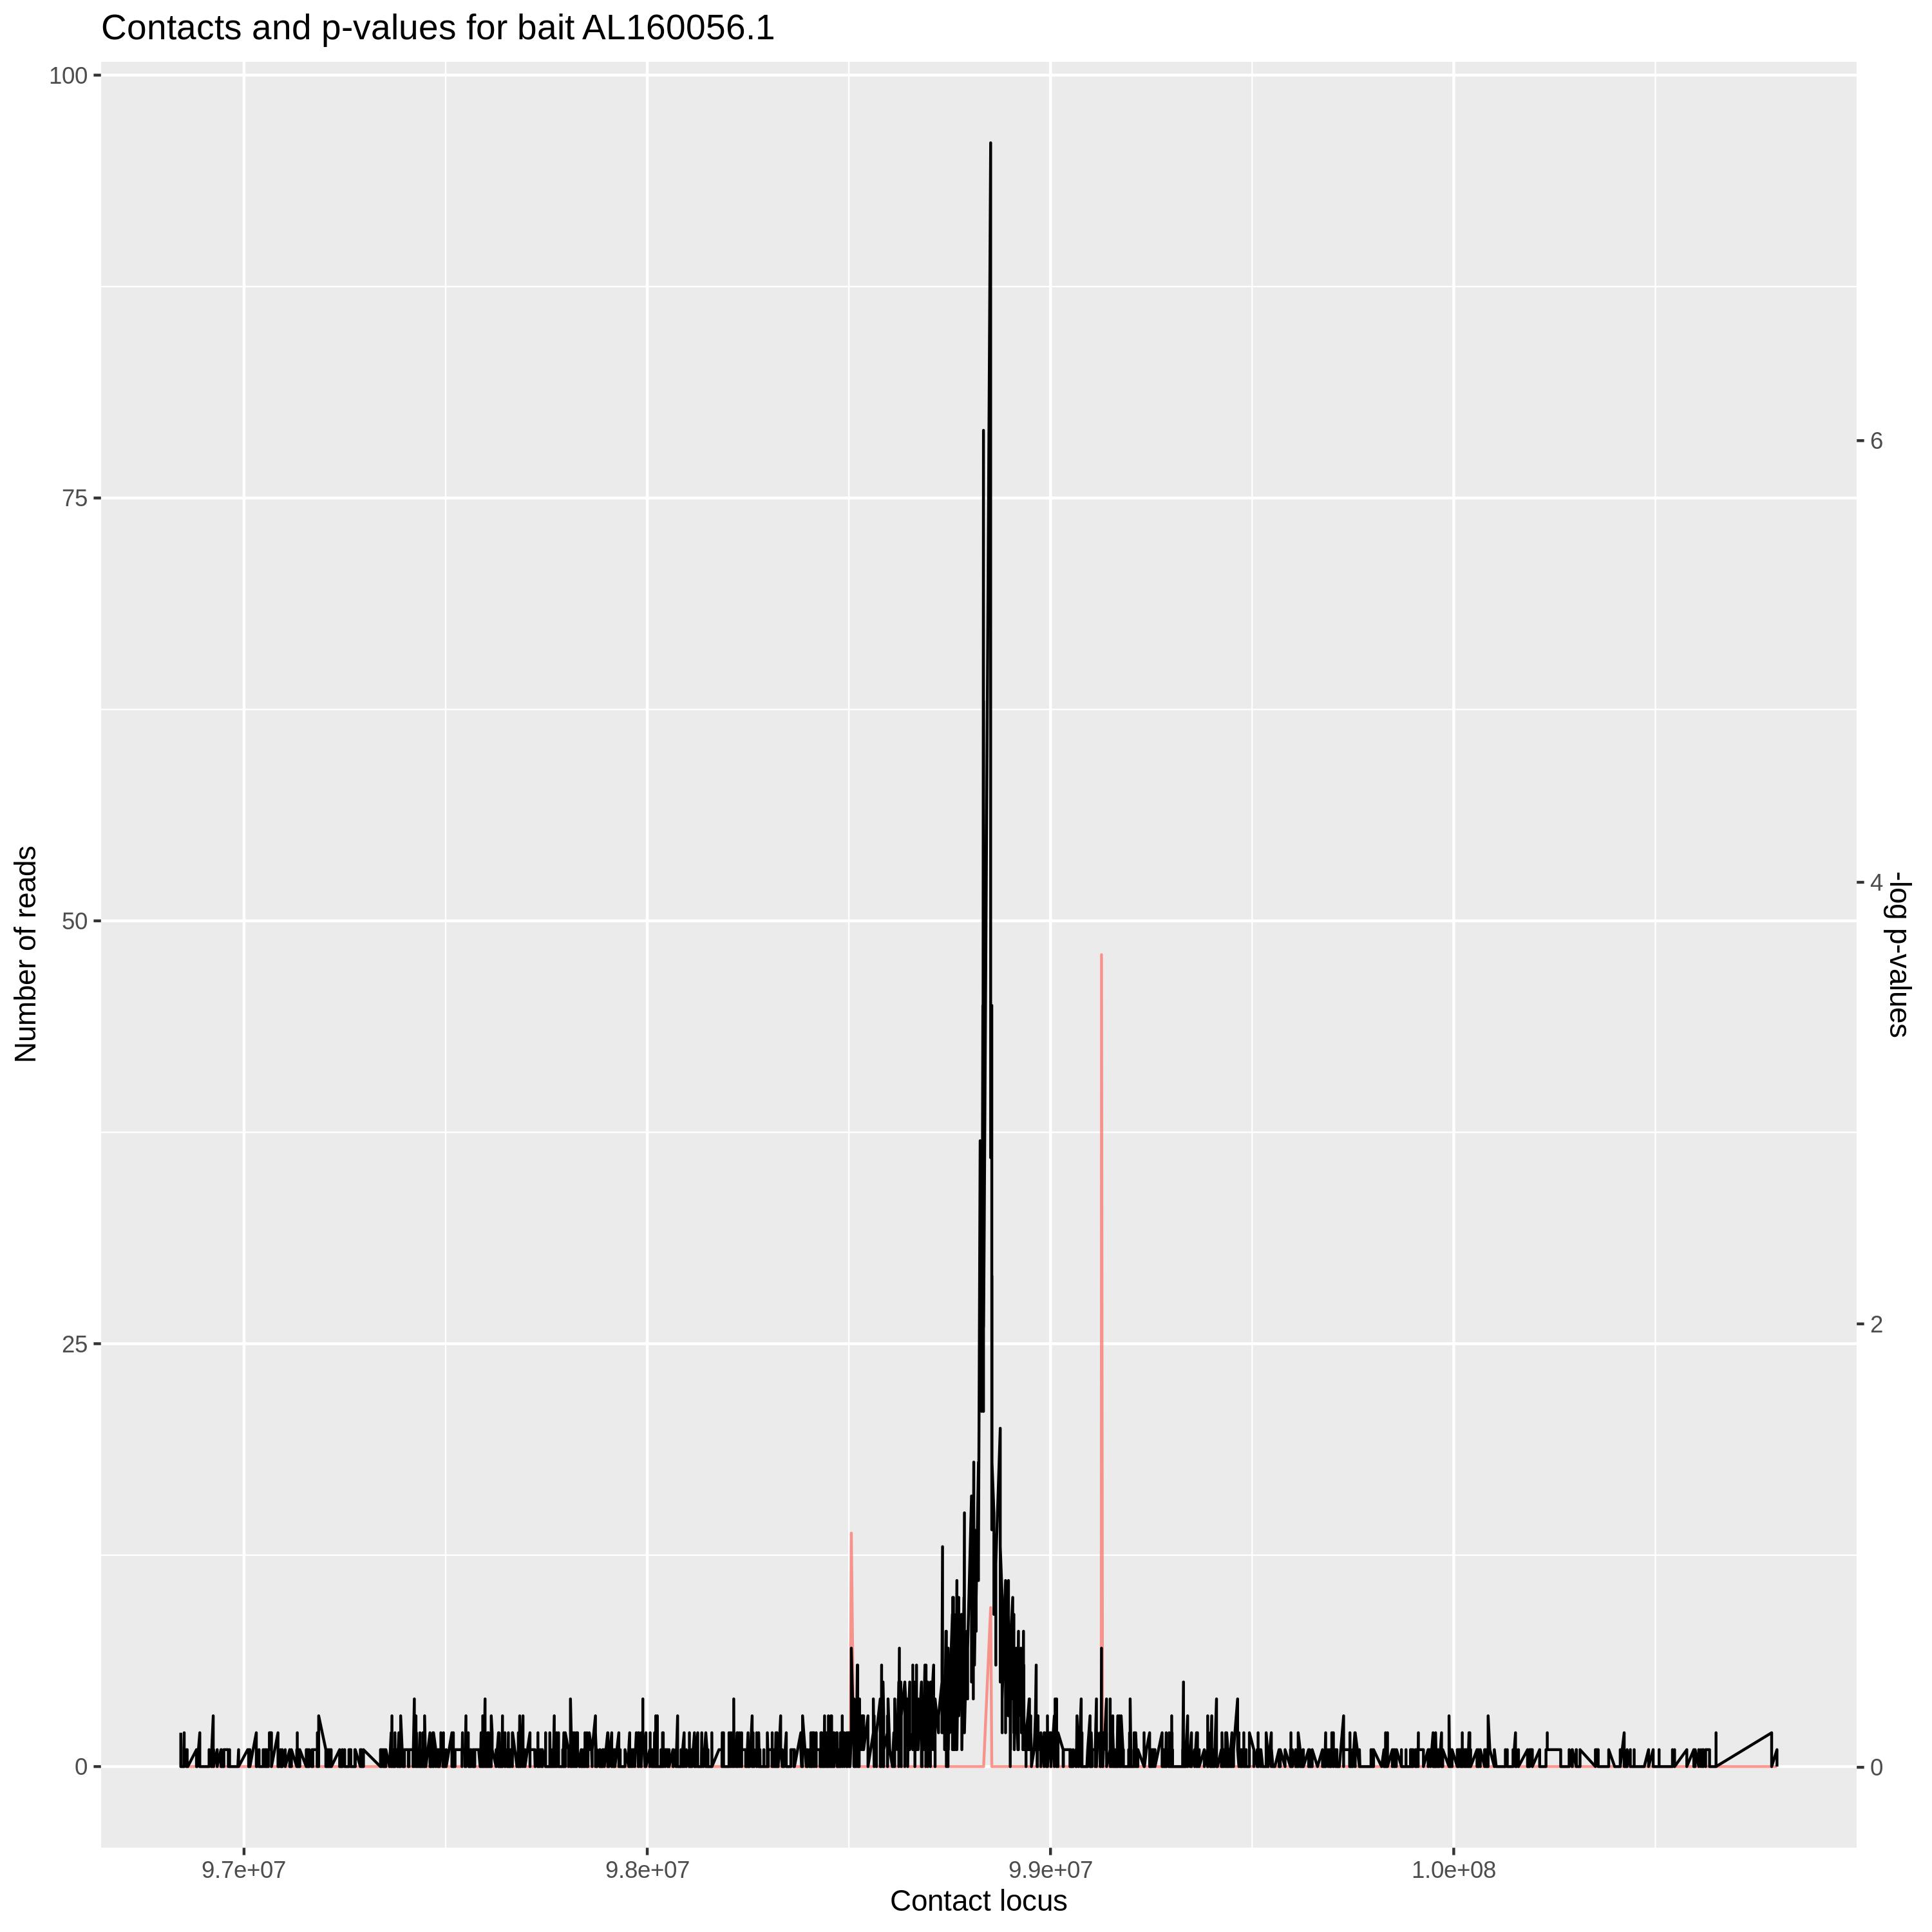 Contacts and p-values for bait AL160056.1
100
75
50
25
0
Number of reads
6
4
2
0
-log p-values
9.7e+07
9.8e+07
9.9e+07
1.0e+08
Contact locus